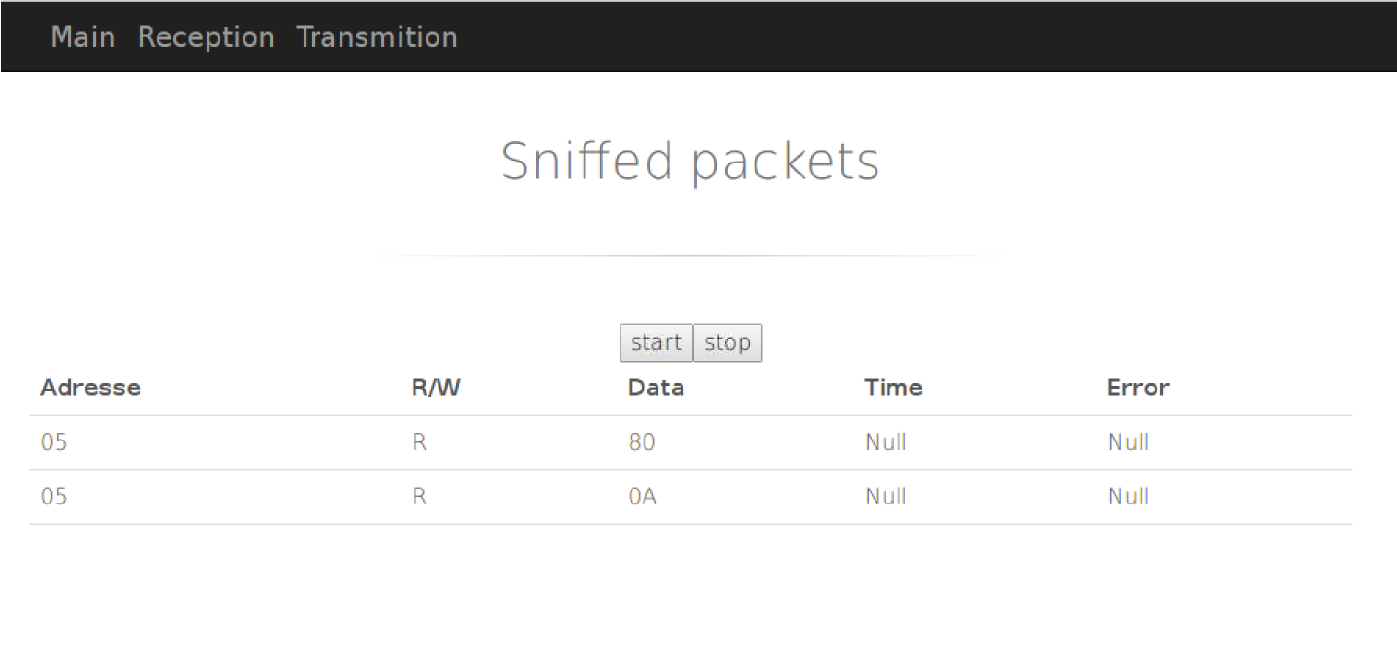 Main Reception Transmition
Sniffed packets
start stop
Adresse R/W Data Time Error
05 R 80 Null Null
05 R 0A Null Null